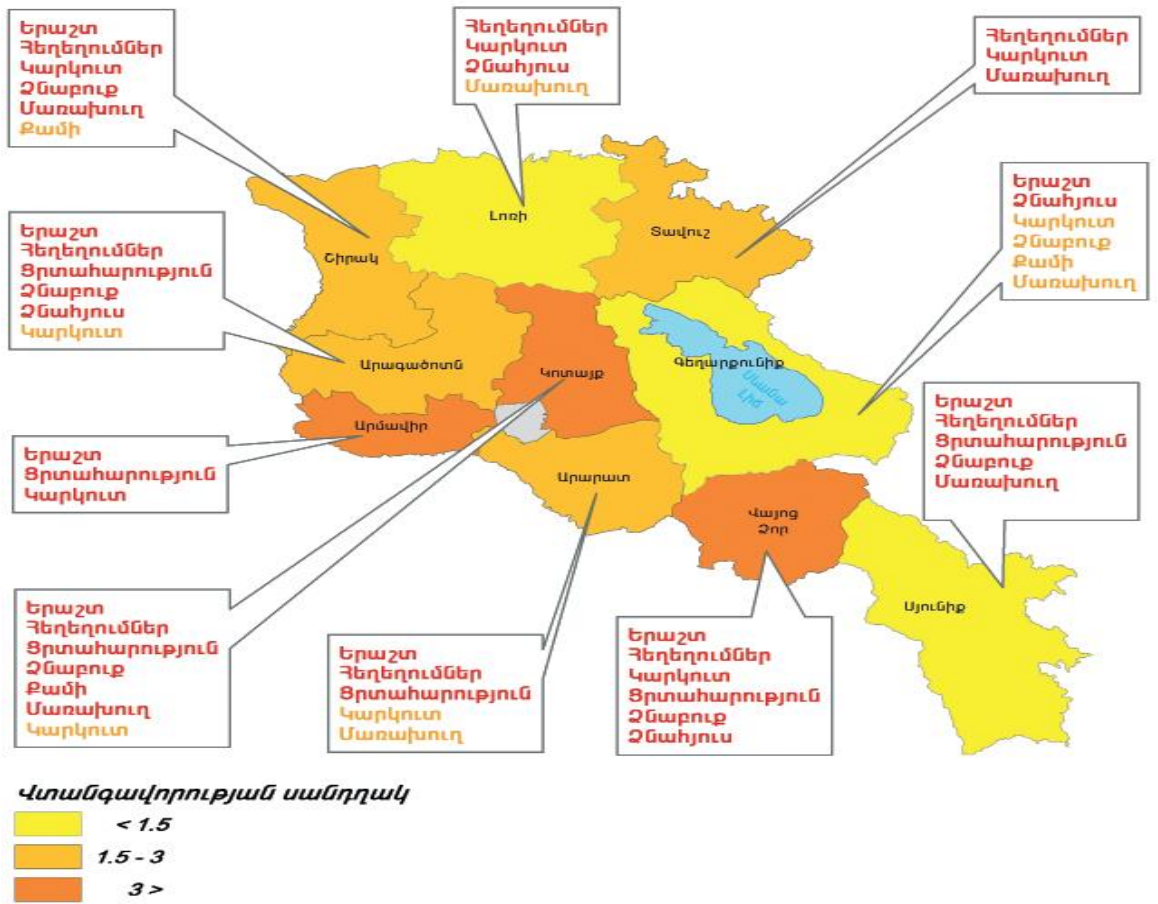 Երաշտ
Հեղեղումներ
Կարկուտ
Ձնաբուք
Մառախուղ
Քամի
Հեղեղումներ
Կարկուտ
Ձնահյուս
Մառախուղ
Հեղեղումներ
Կարկուտ
Մառախուղ
Երաշտ
Ձնահյուս
Կարկուտ
Ձնաբուք
Քամի
Մառախուղ
Երաշտ
Հեղեղումներ
Ցրտահարություն
Ձնաբուք
Ձնահյուս
Կարկուտ
Լոռի
Տավուշ
Շիրակ
Արագածոտն
Կոտայք
Գեղարքունիք
Սևանա
Լիճ
Արմավիր
Արարատ
Վայոց
Ձոր
Սյունիք
Երաշտ
Ցրտահարություն
Կարկուտ
Երաշտ
Հեղեղումներ
Ցրտահարություն
Ձնաբուք
Մառախուղ
Երաշտ
Հեղեղումներ
Ցրտահարություն
Ձնաբուք
Քամի
Մառախուղ
Կարկուտ
Երաշտ
Հեղեղումներ
Ցրտահարություն
Կարկուտ
Մառախուղ
Երաշտ
Հեղեղումներ
Կարկուտ
Ցրտահարություն
Ձնաբուք
Ձնահյուս
Վտանգավորության սանդղակ
< 1.5
1.5 - 3
3 >